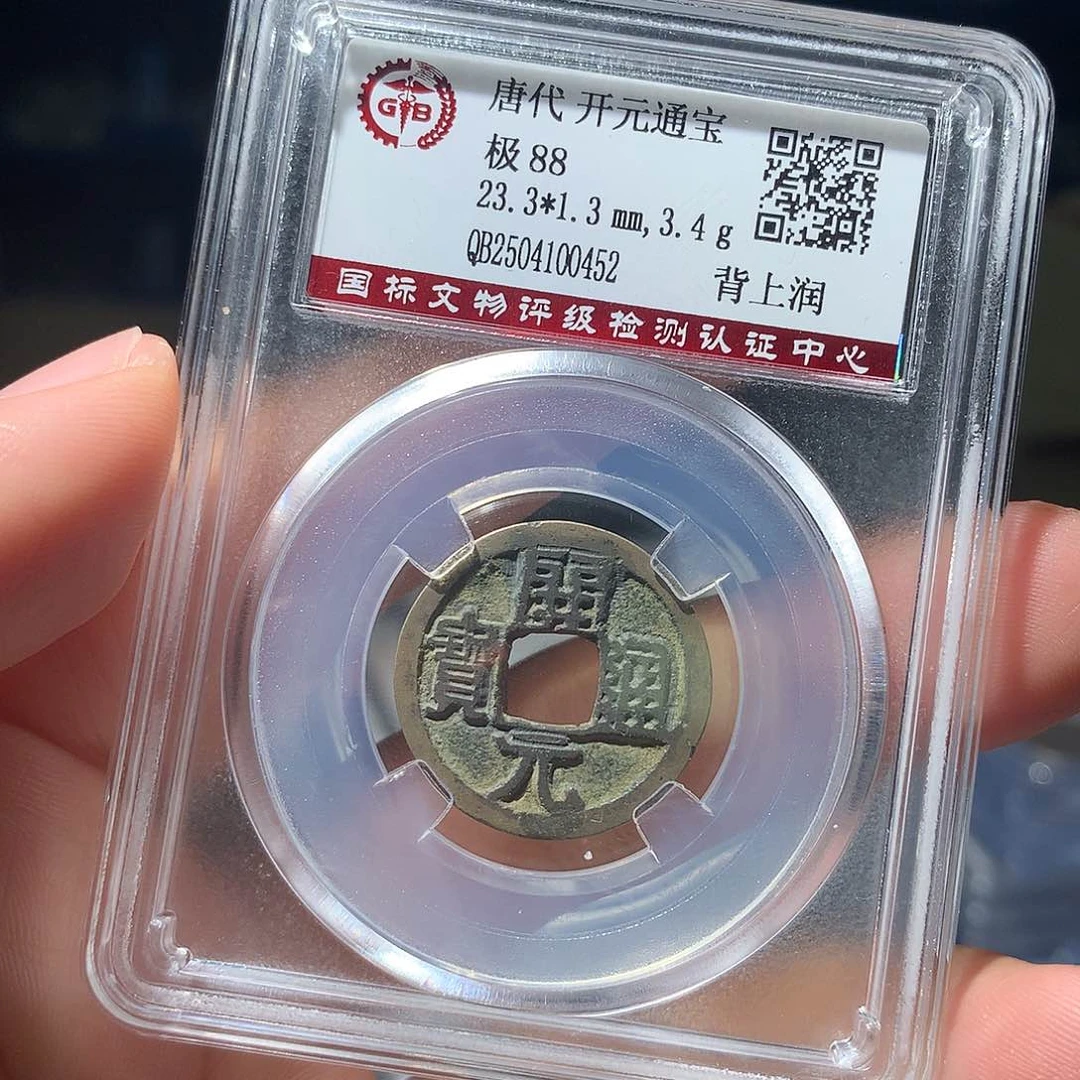 GB
唐代 开元通宝
极 88
23.3*1.3 mm, 3.4 g
QB2504100452
背上润
国标文物评级检测认证中心
開
寶 通
元